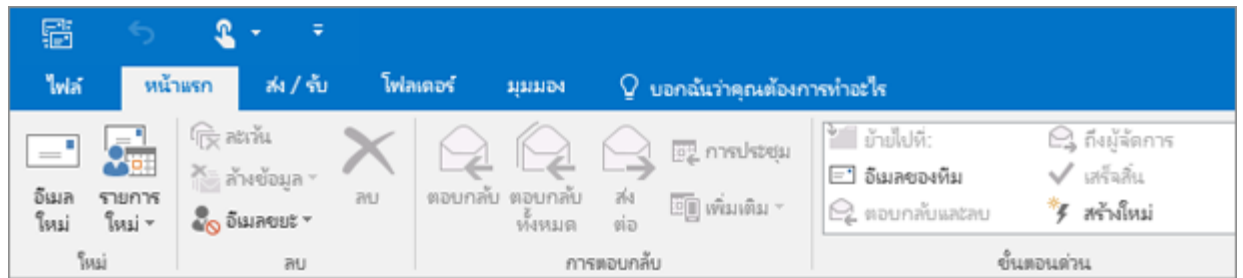 ไฟล์ หน้าแรก ส่ง / รับ โฟลเดอร์ มุมมอง บอกฉันว่าคุณต้องการทำอะไร
อีเมล
ใหม่
รายการ
ใหม่
ละเว้น
ล้างข้อมูล
อีเมลขยะ
ลบ
ตอบกลับ
ตอบกลับ
ทั้งหมด
ส่ง
ต่อ
การประชุม
เพิ่มเติม
ย้ายไปที่:
อีเมลของทีม
ตอบกลับและลบ
ถึงผู้จัดการ
เสร็จสิ้น
สร้างใหม่
ใหม่ ลบ การตอบกลับ ขั้นตอนด่วน